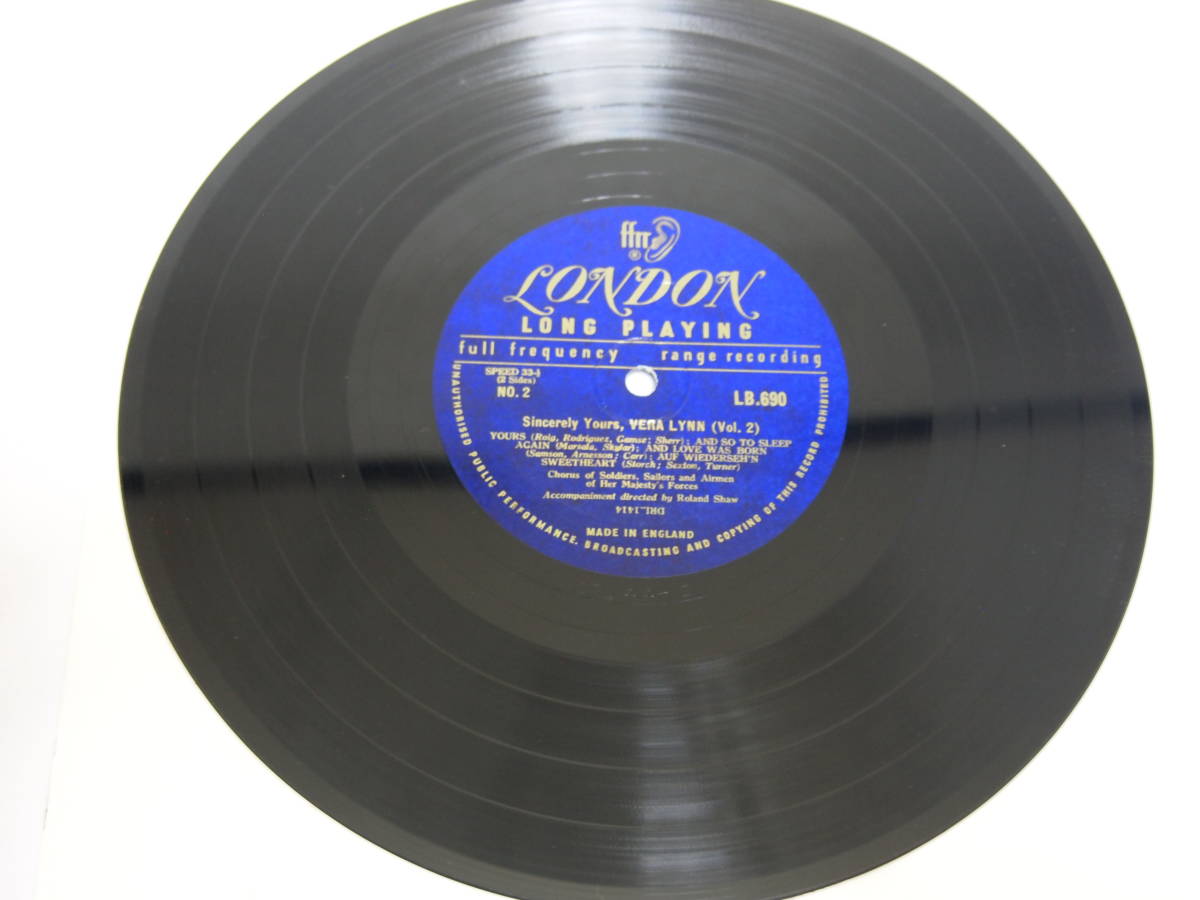 ffrr
®
LONDON
LONG PLAYING
full frequency range recording
SPEED 33-⅓
(2 Sides)
NO. 2
LB.690
Sincerely Yours, VERA LYNN (Vol. 2)
YOURS (Roig, Rodriguez, Gamse; Sherr); AND SO TO SLEEP
AGAIN (Marsala, Skylar); AND LOVE WAS BORN
(Samson, Arnesson; Carr); AUF WIEDERSEH'N
SWEETHEART (Storch; Sexton, Turner)
Chorus of Soldiers, Sailors and Airmen
of Her Majesty's Forces
Accompaniment directed by Roland Shaw
DRL-1414
MADE IN ENGLAND
UNAUTHORISED PUBLIC PERFORMANCE, BROADCASTING AND COPYING OF THIS RECORD PROHIBITED